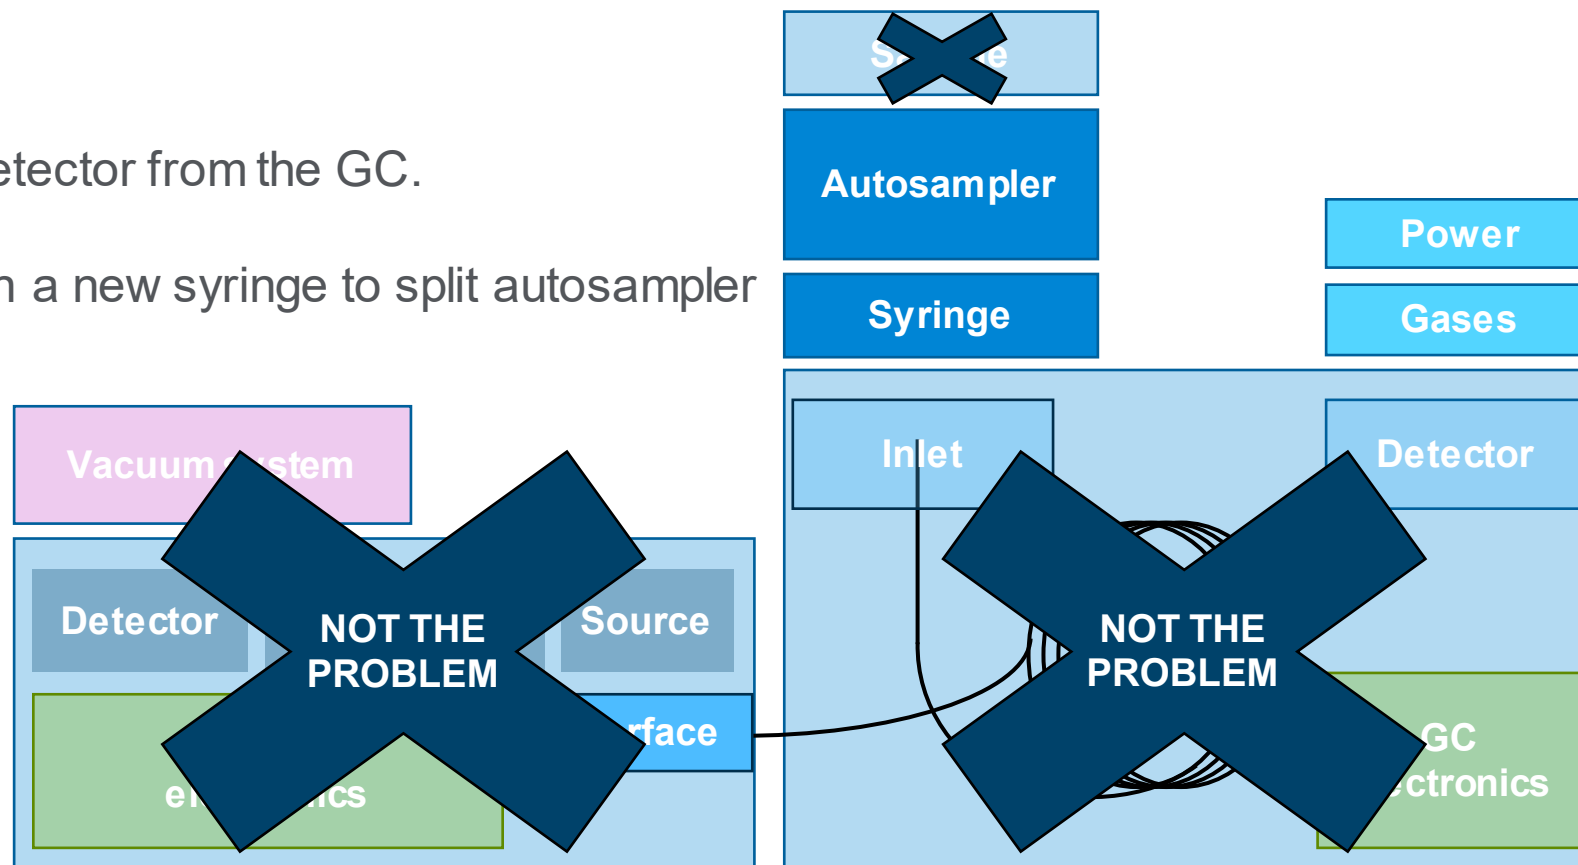 etector from the GC.
a new syringe to split autosampler
Autosampler
Syringe
Power
Gases
Vacuum
Inlet
Detector
Detector
Source
NOT THE
PROBLEM
NOT THE
PROBLEM
rface
GC
ctronics